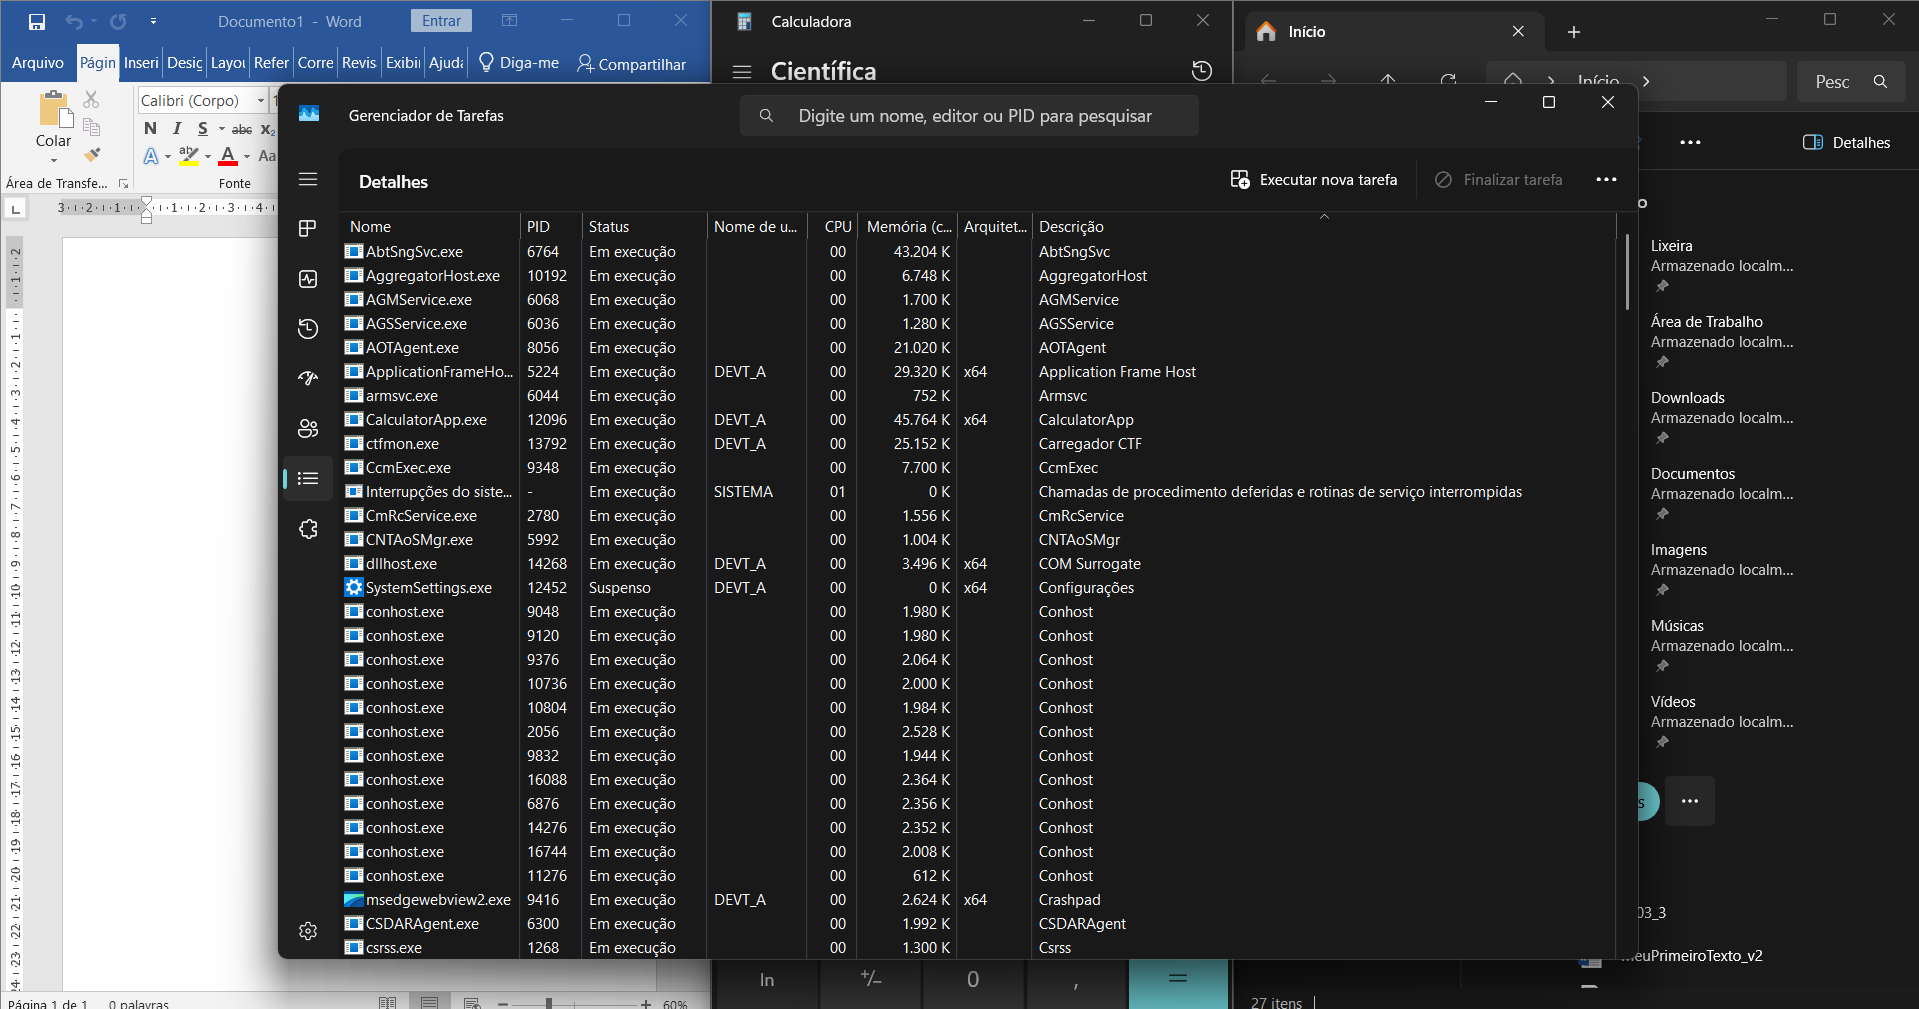 Documento1 - Word
Entrar
Arquivo Págin Inseri Desig Layou Refer Corre Revis Exibi Ajuda Diga-me Compartilhar
Calibri (Corpo) 1
Colar
N I S abc x₂
A ab A Aa
Área de Transfe... Fonte
L 3 2 1 1 2 3 4
Página 1 de 1 0 palavras 60%
Calculadora
Científica
ln +/- 0 , =
Início
Início
Pesc
Detalhes
Lixeira
Armazenado localm...
Área de Trabalho
Armazenado localm...
Downloads
Armazenado localm...
Documentos
Armazenado localm...
Imagens
Armazenado localm...
Músicas
Armazenado localm...
Vídeos
Armazenado localm...
03_3
MeuPrimeiroTexto_v2
27 itens
Gerenciador de Tarefas
Digite um nome, editor ou PID para pesquisar
Detalhes
Executar nova tarefa Finalizar tarefa
Nome PID Status Nome de u... CPU Memória (c... Arquitet... Descrição
AbtSngSvc.exe 6764 Em execução 00 43.204 K AbtSngSvc
AggregatorHost.exe 10192 Em execução 00 6.748 K AggregatorHost
AGMService.exe 6068 Em execução 00 1.700 K AGMService
AGSService.exe 6036 Em execução 00 1.280 K AGSService
AOTAgent.exe 8056 Em execução 00 21.020 K AOTAgent
ApplicationFrameHo... 5224 Em execução DEVT_A 00 29.320 K x64 Application Frame Host
armsvc.exe 6044 Em execução 00 752 K Armsvc
CalculatorApp.exe 12096 Em execução DEVT_A 00 45.764 K x64 CalculatorApp
ctfmon.exe 13792 Em execução DEVT_A 00 25.152 K Carregador CTF
CcmExec.exe 9348 Em execução 00 7.700 K CcmExec
Interrupções do siste... - Em execução SISTEMA 01 0 K Chamadas de procedimento deferidas e rotinas de serviço interrompidas
CmRcService.exe 2780 Em execução 00 1.556 K CmRcService
CNTAoSMgr.exe 5992 Em execução 00 1.004 K CNTAoSMgr
dllhost.exe 14268 Em execução DEVT_A 00 3.496 K x64 COM Surrogate
SystemSettings.exe 12452 Suspenso DEVT_A 00 0 K x64 Configurações
conhost.exe 9048 Em execução 00 1.980 K Conhost
conhost.exe 9120 Em execução 00 1.980 K Conhost
conhost.exe 9376 Em execução 00 2.064 K Conhost
conhost.exe 10736 Em execução 00 2.000 K Conhost
conhost.exe 10804 Em execução 00 1.984 K Conhost
conhost.exe 2056 Em execução 00 2.528 K Conhost
conhost.exe 9832 Em execução 00 1.944 K Conhost
conhost.exe 16088 Em execução 00 2.364 K Conhost
conhost.exe 6876 Em execução 00 2.356 K Conhost
conhost.exe 14276 Em execução 00 2.352 K Conhost
conhost.exe 16744 Em execução 00 2.008 K Conhost
conhost.exe 11276 Em execução 00 612 K Conhost
msedgewebview2.exe 9416 Em execução DEVT_A 00 2.624 K x64 Crashpad
CSDARAgent.exe 6300 Em execução 00 1.992 K CSDARAgent
csrss.exe 1268 Em execução 00 1.300 K Csrss